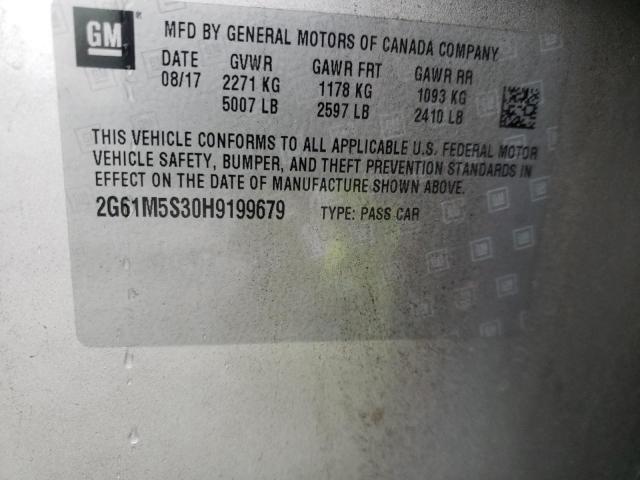 GM
MFD BY GENERAL MOTORS OF CANADA COMPANY
DATE GVWR GAWR FRT GAWR RR
08/17 2271 KG 1178 KG 1093 KG
5007 LB 2597 LB 2410 LB
THIS VEHICLE CONFORMS TO ALL APPLICABLE U.S. FEDERAL MOTOR
VEHICLE SAFETY, BUMPER, AND THEFT PREVENTION STANDARDS IN
EFFECT ON THE DATE OF MANUFACTURE SHOWN ABOVE.
2G61M5S30H9199679 TYPE: PASS CAR